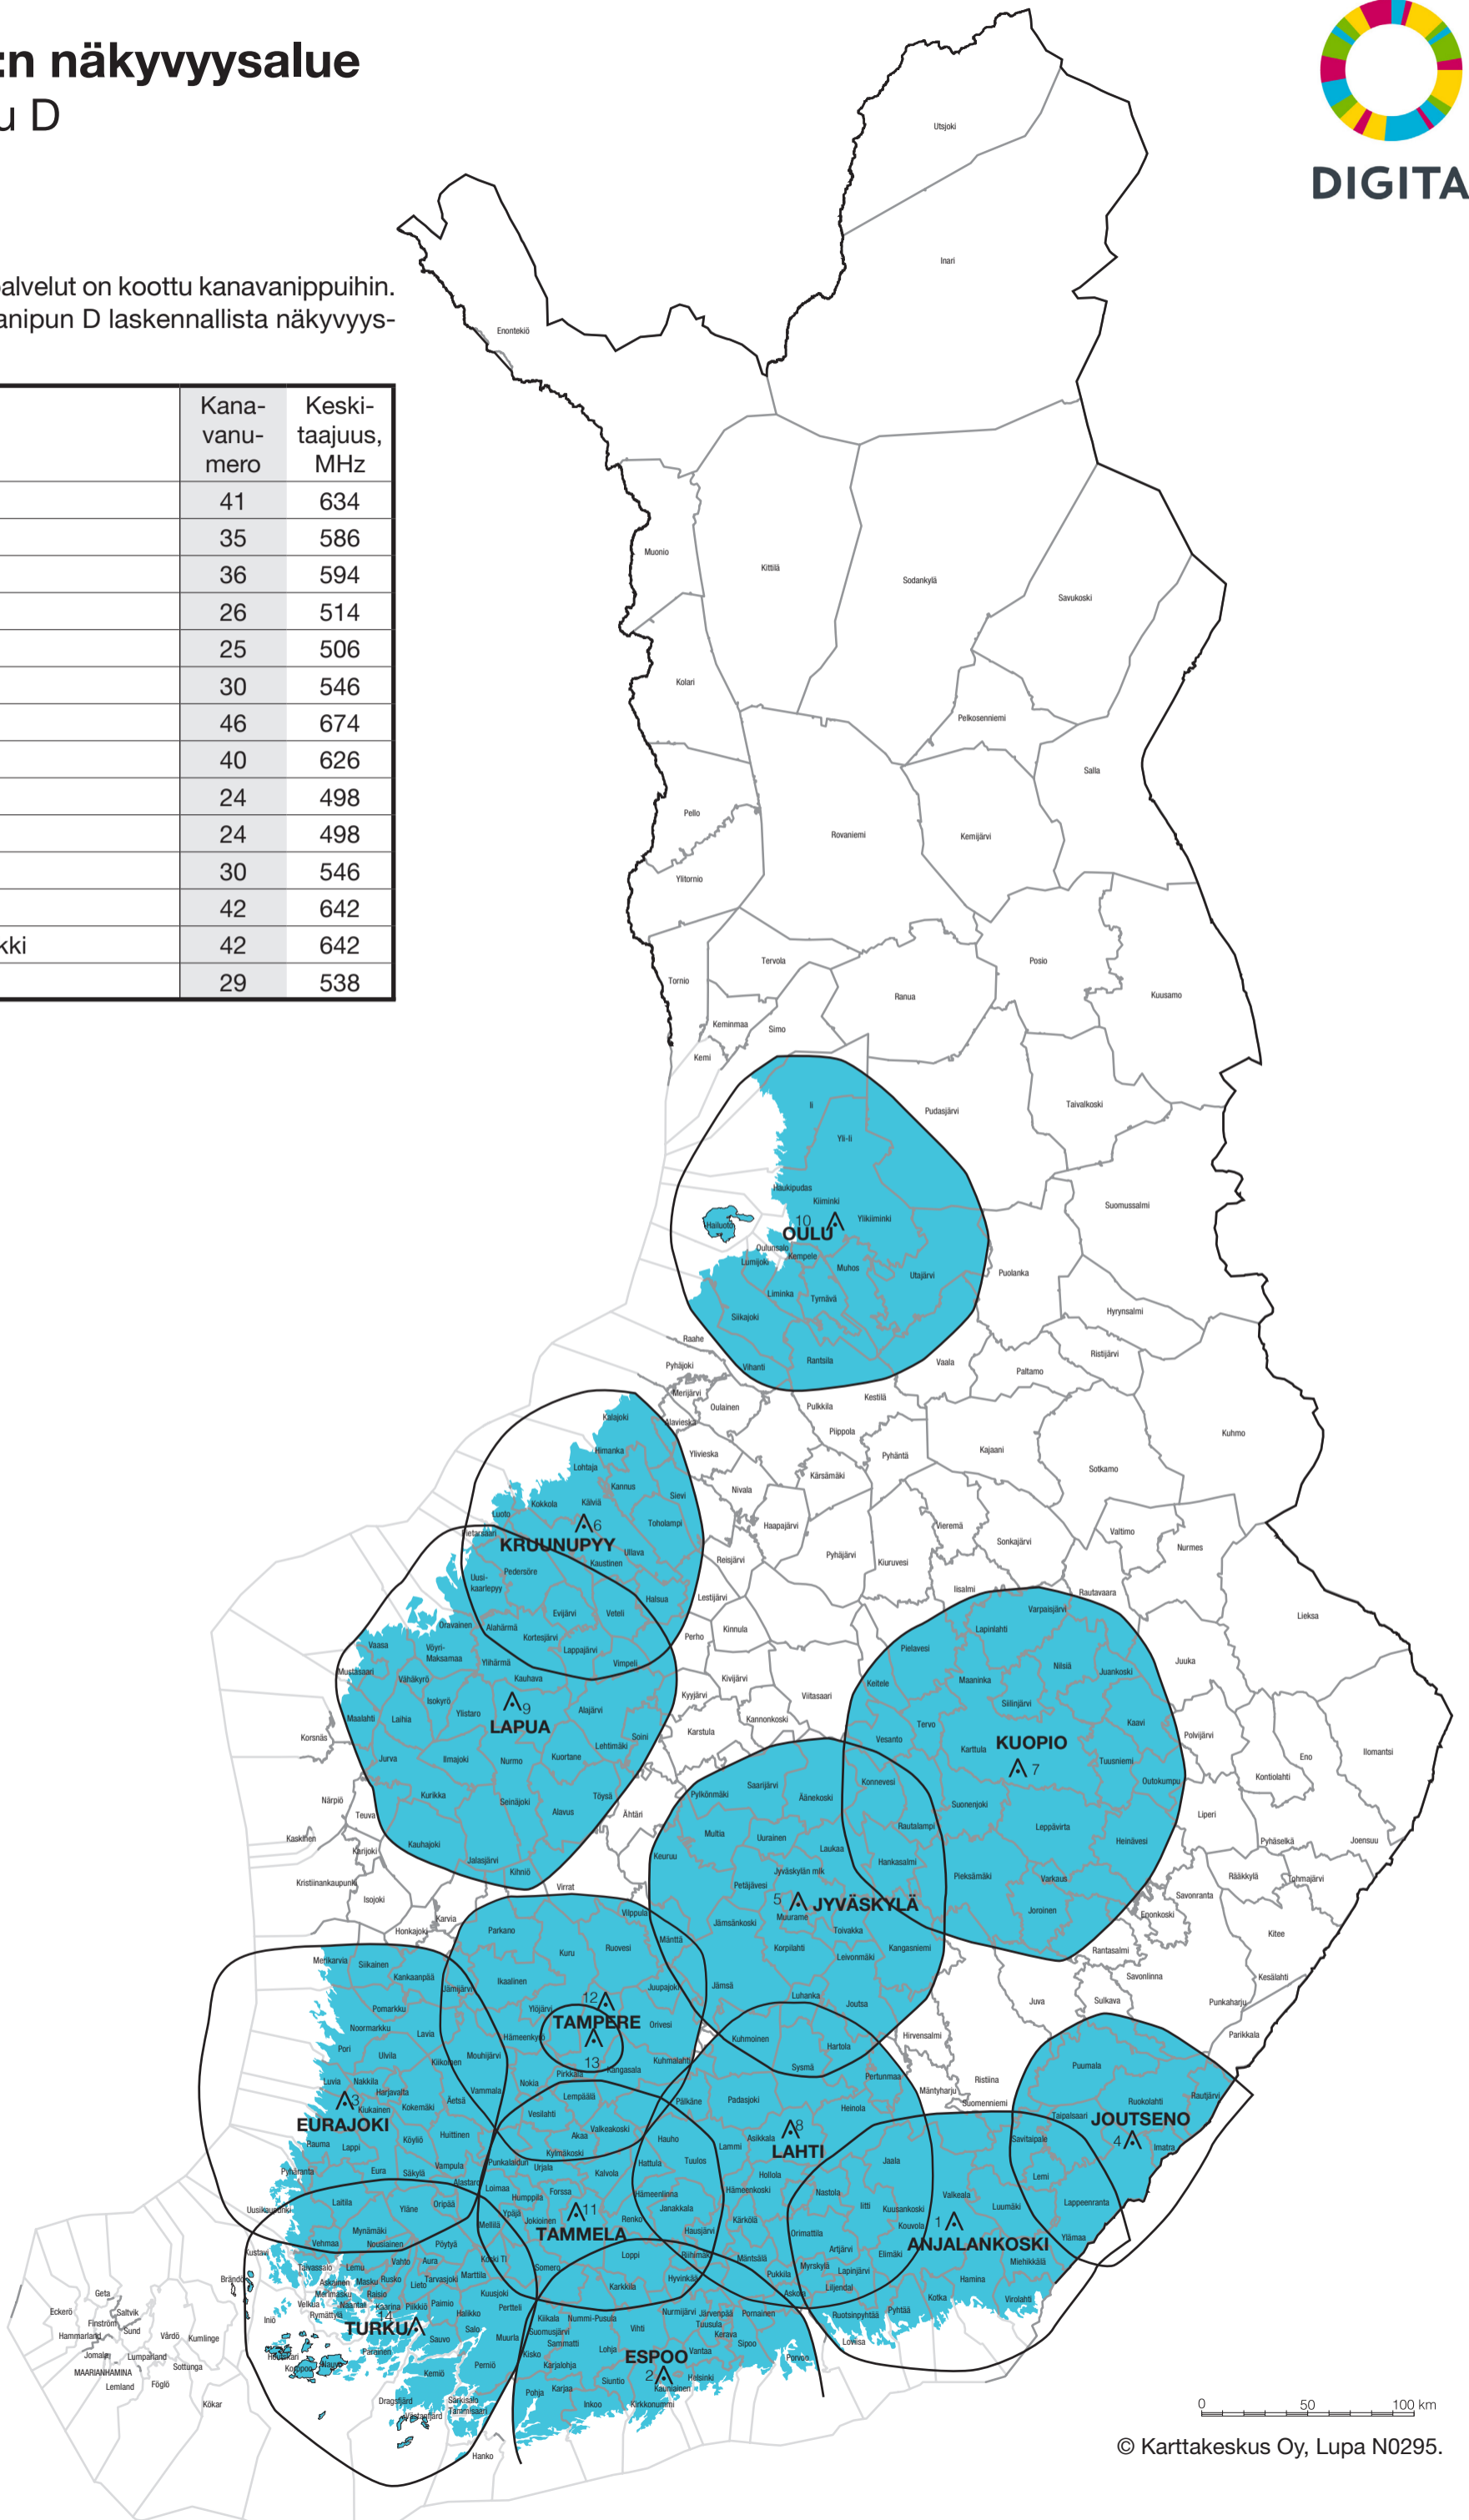 :n näkyvyysalue
u D
DIGITA
alvelut on koottu kanavanippuihin.
anipun D laskennallista näkyvyys-
Kana-
vanu-
mero
Keski-
taajuus,
MHz
41 634
35 586
36 594
26 514
25 506
30 546
46 674
40 626
24 498
24 498
30 546
42 642
kki 42 642
29 538
Utsjoki
Inari
Enontekiö
Muonio
Kittilä
Sodankylä
Savukoski
Kolari
Pelkosenniemi
Salla
Pello
Rovaniemi
Kemijärvi
Ylitornio
Tervola
Posio
Tornio
Ranua
Kuusamo
Keminmaa
Simo
Kemi
Ii
Pudasjärvi
Taivalkoski
Yli-Ii
Haukipudas
Kiiminki
Suomussalmi
Hailuoto
10
OULU
Ylikiiminki
Oulunsalo
Kempele
Lumijoki
Muhos
Utajärvi
Puolanka
Liminka
Tyrnävä
Siikajoki
Hyrynsalmi
Raahe
Ristijärvi
Pyhäjoki
Vihanti
Rantsila
Vaala
Paltamo
Merijärvi
Oulainen
Pulkkila
Kestilä
Kalajoki
Alavieska
Piippola
Kuhmo
Himanka
Ylivieska
Pyhäntä
Kajaani
Lohtaja
Kärsämäki
Sotkamo
Kannus
Sievi
Nivala
Kokkola
Kälviä
Luoto
6
Toholampi
Haapajärvi
Vieremä
Valtimo
Pietarsaari
KRUUNUPYY
Ullava
Sonkajärvi
Nurmes
Kaustinen
Reisjärvi
Pyhäjärvi
Kiuruvesi
Pedersöre
Uusi-
kaarlepyy
Halsua
Lestijärvi
Iisalmi
Rautavaara
Evijärvi
Veteli
Varpaisjärvi
Lieksa
Oravainen
Alahärmä
Kortesjärvi
Perho
Kinnula
Lapinlahti
Vaasa
Vöyri-
Maksamaa
Lappajärvi
Pielavesi
Ylihärmä
Vimpeli
Nilsiä
Juuka
Mustasaari
Vähäkyrö
Kauhava
Kivijärvi
Keitele
Maaninka
Juankoski
Isokyrö
9
Kyyjärvi
Viitasaari
Siilinjärvi
Maalahti
Laihia
Ylistaro
LAPUA
Alajärvi
Kannonkoski
Tervo
Kaavi
Korsnäs
Soini
Karstula
Vesanto
Karttula
KUOPIO
7
Polvijärvi
Ilomantsi
Jurva
Ilmajoki
Nurmo
Kuortane
Lehtimäki
Tuusniemi
Eno
Kontiolahti
Kurikka
Seinäjoki
Töysä
Pylkönmäki
Saarijärvi
Äänekoski
Konnevesi
Outokumpu
Närpiö
Teuva
Alavus
Ähtäri
Suonenjoki
Liperi
Multia
Uurainen
Rautalampi
Leppävirta
Heinävesi
Kaskinen
Kauhajoki
Laukaa
Pyhäselkä
Joensuu
Karijoki
Jalasjärvi
Kihniö
Keuruu
Jyväskylän mlk
Hankasalmi
Pieksämäki
Varkaus
Rääkkylä
Tohmajärvi
Kristiinankaupunki
Virrat
Petäjävesi
5
JYVÄSKYLÄ
Savonranta
Isojoki
Muurame
Joroinen
Enonkoski
Karvia
Vilppula
Jämsänkoski
Toivakka
Honkajoki
Parkano
Mänttä
Kitee
Merikarvia
Siikainen
Kuru
Ruovesi
Korpilahti
Leivonmäki
Kangasniemi
Rantasalmi
Kankaanpää
Ikaalinen
Juupajoki
Jämsä
Savonlinna
Kesälahti
Jämijärvi
Luhanka
Joutsa
Juva
Sulkava
Punkaharju
Pomarkku
Ylöjärvi
12
TAMPERE
Noormarkku
Lavia
Hämeenkyrö
Orivesi
Kuhmoinen
Hartola
Hirvensalmi
Parikkala
Pori
Ulvila
Kiikoinen
Mouhijärvi
13
Kuhmalahti
Sysmä
Puumala
Pirkkala
Kangasala
Pertunmaa
Ristiina
Luvia
Nakkila
Nokia
Harjavalta
Vammala
Lempäälä
Mäntyharju
Ruokolahti
Rautjärvi
3
Kiukainen
Kokemäki
Äetsä
Pälkäne
Padasjoki
Heinola
Suomenniemi
EURAJOKI
Vesilahti
8
Taipalsaari
JOUTSENO
Valkeakoski
Rauma
Lappi
Köyliö
Huittinen
Akaa
Hauho
Asikkala
LAHTI
Savitaipale
4
Imatra
Kylmäkoski
Lammi
Pyhäranta
Eura
Säkylä
Vampula
Punkalaidun
Urjala
Kalvola
Hattula
Tuulos
Hollola
Jaala
Lemi
Alastaro
Loimaa
Forssa
Humppila
Hämeenlinna
Hämeenkoski
Nastola
Valkeala
Luumäki
Lappeenranta
Uusikaupunki
Laitila
Yläne
Oripää
Ypäjä
11
Jokioinen
Renko
Janakkala
Iitti
Kuusankoski
Mellilä
TAMMELA
Hausjärvi
Kärkölä
Orimattila
Kouvola
1
ANJALANKOSKI
Ylämaa
Mynämäki
Vehmaa
Nousiainen
Pöytyä
Koski Tl
Somero
Loppi
Riihimäki
Mäntsälä
Artjärvi
Elimäki
Miehikkälä
Kustavi
Taivassalo
Lemu
Vahto
Aura
Marttila
Pukkila
Myrskylä
Lapinjärvi
Hamina
Askainen
Masku
Rusko
Tarvasjoki
Hyvinkää
Brändö
Merimasku
Raisio
Lieto
Kuusjoki
Karkkila
Askola
Liljendal
Kotka
Virolahti
Geta
Velkua
Naantali
Kaarina
Piikkiö
Paimio
Pertteli
Eckerö
Saltvik
Iniö
Rymättylä
14
Halikko
Kiikala
Nummi-Pusula
Nurmijärvi
Järvenpää
Pornainen
Ruotsinpyhtää
Pyhtää
Finström
Sund
TURKU
Salo
Suomusjärvi
Vihti
Tuusula
Kerava
Hammarland
Vårdö
Kumlinge
Sauvo
Muurla
Sammatti
Sipoo
Loviisa
Jomala
Lumparland
Parainen
Kisko
Lohja
ESPOO
Vantaa
Porvoo
MAARIANHAMINA
Sottunga
Houtskari
Korppoo
Nauvo
Perniö
Karjalohja
2
Helsinki
Lemland
Föglö
Kemiö
Siuntio
Kauniainen
Kökar
Dragsfjärd
Särkisalo
Pohja
Karjaa
Inkoo
Kirkkonummi
Västanfjärd
Tammisaari
Hanko
0 50 100 km
© Karttakeskus Oy, Lupa N0295.